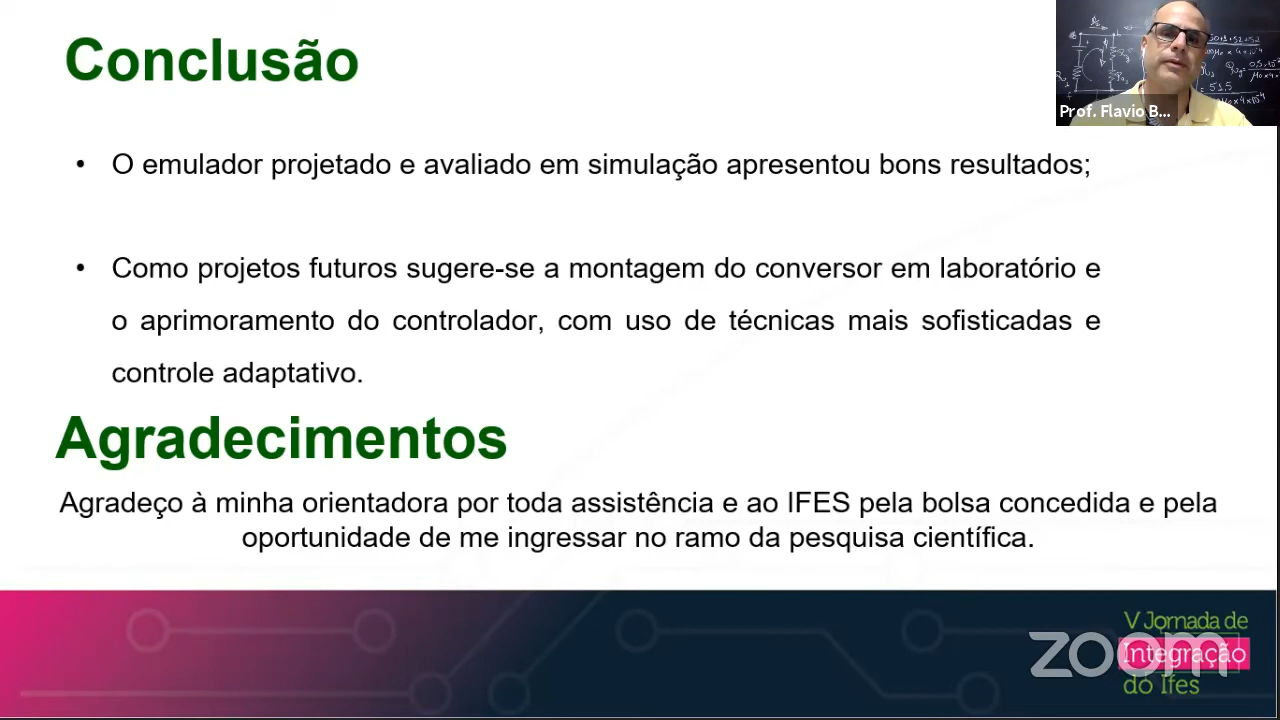 Conclusão
Prof. Flavio B...
• O emulador projetado e avaliado em simulação apresentou bons resultados;
• Como projetos futuros sugere-se a montagem do conversor em laboratório e
o aprimoramento do controlador, com uso de técnicas mais sofisticadas e
controle adaptativo.
Agradecimentos
Agradeço à minha orientadora por toda assistência e ao IFES pela bolsa concedida e pela
oportunidade de me ingressar no ramo da pesquisa científica.
V Jornada de
Integração
do Ifes
zoom